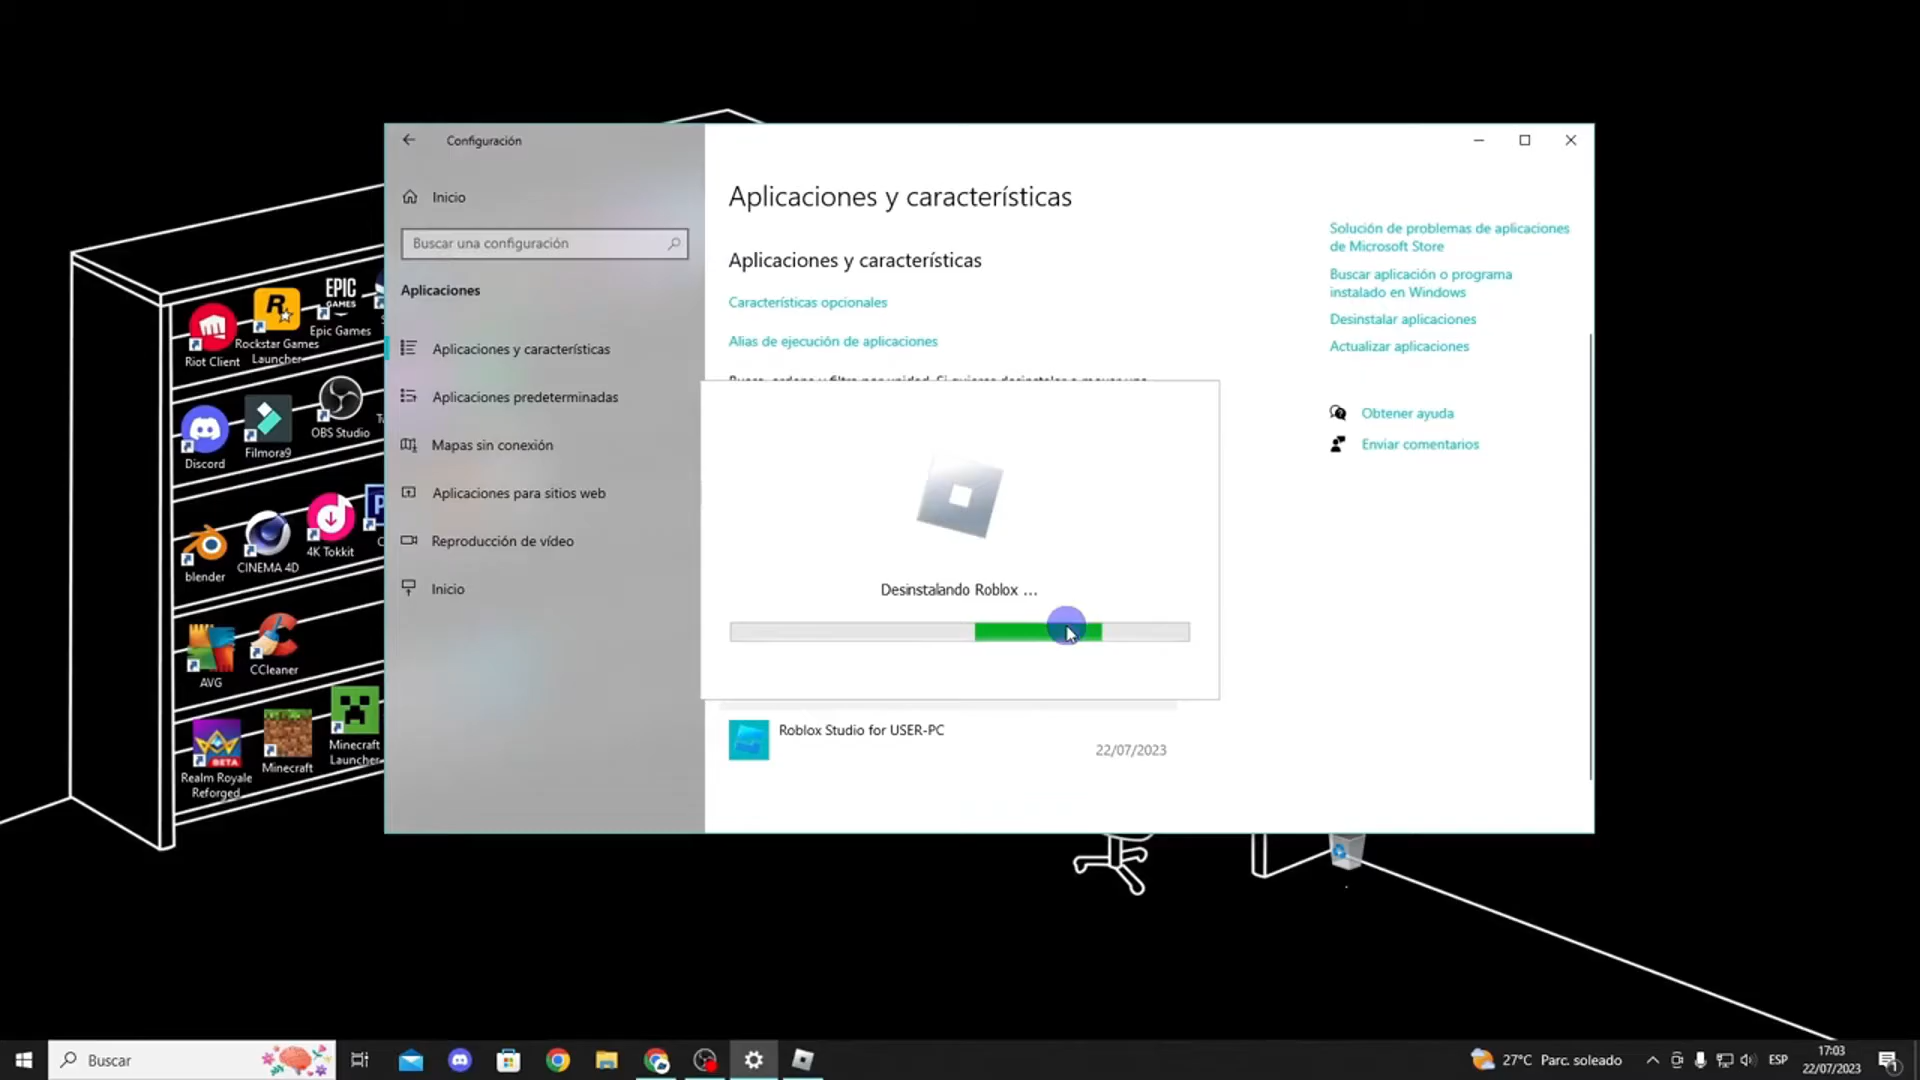 Configuración
Inicio
Buscar una configuración
Aplicaciones
Aplicaciones y características
Aplicaciones predeterminadas
Mapas sin conexión
Aplicaciones para sitios web
Reproducción de vídeo
Inicio
Aplicaciones y características
Aplicaciones y características
Características opcionales
Alias de ejecución de aplicaciones
Desinstalando Roblox ...
Roblox Studio for USER-PC
22/07/2023
Solución de problemas de aplicaciones
de Microsoft Store
Buscar aplicación o programa
instalado en Windows
Desinstalar aplicaciones
Actualizar aplicaciones
Obtener ayuda
Enviar comentarios
EPIC
GAMES
Riot Client
Rockstar Games
Launcher
Epic Games
Discord
Filmora9
OBS Studio
blender
CINEMA 4D
4K Tokkit
AVG
CCleaner
BETA
Realm Royale
Reforged
Minecraft
Minecraft
Launcher
Buscar
27°C Parc. soleado
ESP
17:03
22/07/2023
1